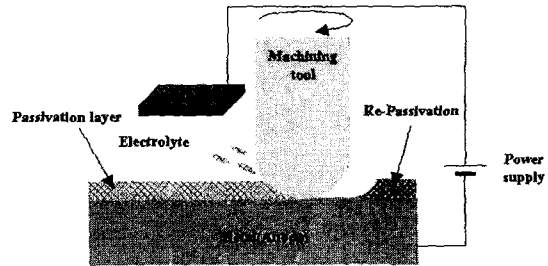 Machining
tool
Passivation layer
Re-Passivation
Electrolyte
Power
supply